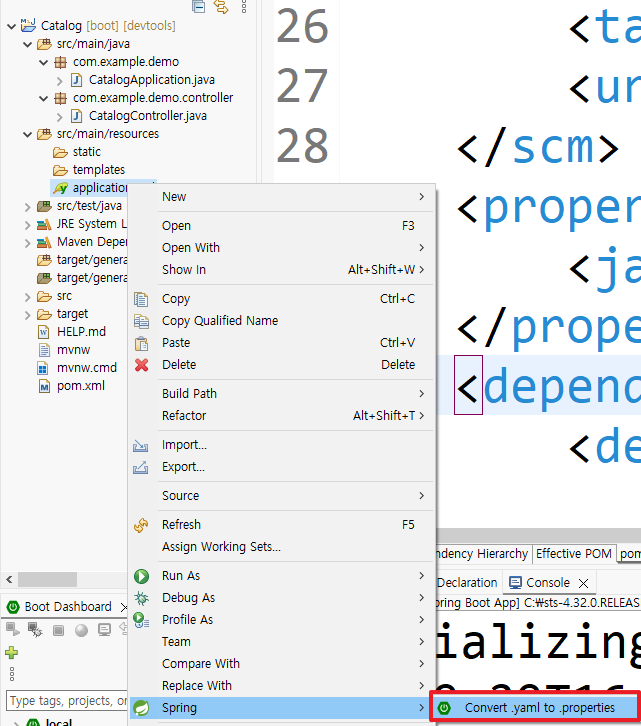 Catalog [boot] [devtools]
src/main/java
com.example.demo
CatalogApplication.java
com.example.demo.controller
CatalogController.java
src/main/resources
static
templates
application
src/test/java
JRE System L
Maven Depe
target/genera
target/genera
src
target
HELP.md
mvnw
mvnw.cmd
pom.xml
Boot Dashboard
Type tags, projects, or
local
New
Open F3
Open With
Show In Alt+Shift+W
Copy Ctrl+C
Copy Qualified Name
Paste Ctrl+V
Delete Delete
Build Path
Refactor Alt+Shift+T
Import...
Export...
Source
Refresh F5
Assign Working Sets...
Run As
Debug As
Profile As
Team
Compare With
Replace With
Spring
Convert .yaml to .properties
26 <ta
27 <ur
28 </scm>
<proper
<ja
</prope
<depend
<de
ndency Hierarchy Effective POM pom
Declaration Console
pring Boot App] C:₩sts-4.32.0.RELEAS
ializing